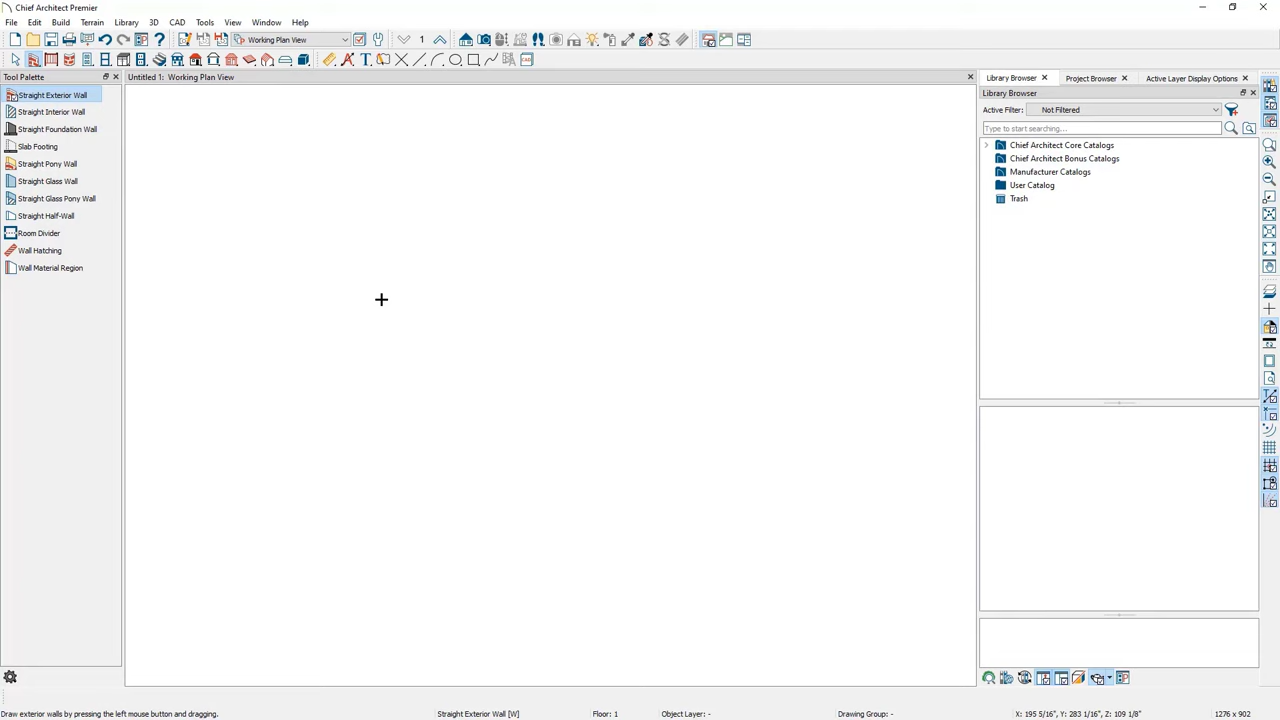 Chief Architect Premier
File Edit Build Terrain Library 3D CAD Tools View Window Help
Working Plan View 1
CAD
Tool Palette
Untitled 1: Working Plan View
Library Browser Project Browser Active Layer Display Options
Straight Exterior Wall
Straight Interior Wall
Straight Foundation Wall
Slab Footing
Straight Pony Wall
Straight Glass Wall
Straight Glass Pony Wall
Straight Half-Wall
Room Divider
Wall Hatching
Wall Material Region
Library Browser
Active Filter: Not Filtered
Type to start searching...
Chief Architect Core Catalogs
Chief Architect Bonus Catalogs
Manufacturer Catalogs
User Catalog
Trash
Draw exterior walls by pressing the left mouse button and dragging. Straight Exterior Wall [W] Floor: 1 Object Layer: - Drawing Group: - X: 195 5/16", Y: 283 1/16", Z: 109 1/8" 1276 x 902